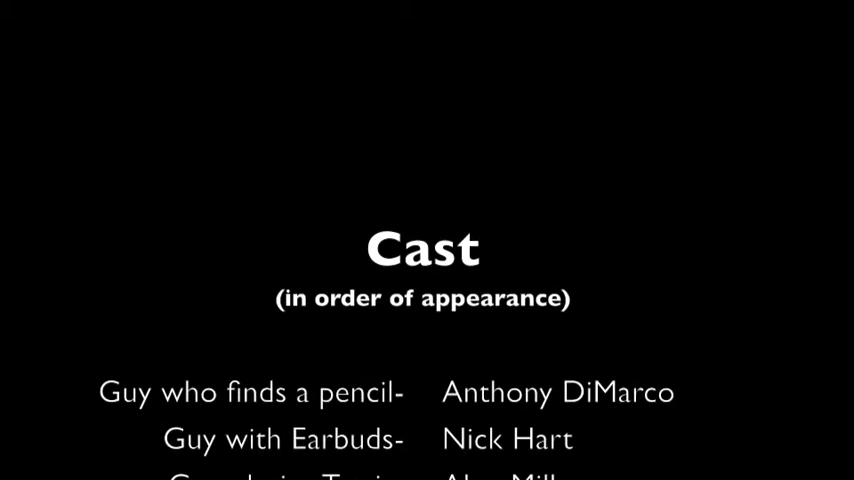 Cast
(in order of appearance)
Guy who finds a pencil- Anthony DiMarco
Guy with Earbuds- Nick Hart